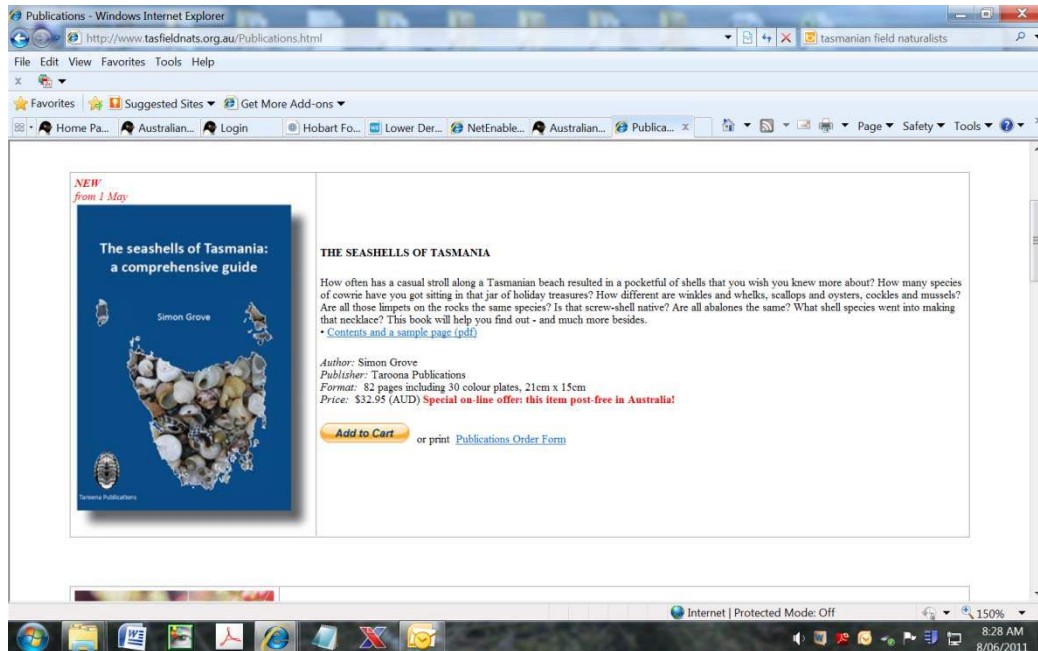 Publications - Windows Internet Explorer
http://www.tasfieldnats.org.au/Publications.html
tasmanian field naturalists
File Edit View Favorites Tools Help
x
Favorites Suggested Sites Get More Add-ons
Home Pa... Australian... Login Hobart Fo... Lower Der... NetEnable... Australian... Publica... x Page Safety Tools
NEW
from 1 May
The seashells of Tasmania:
a comprehensive guide
Simon Grove
Taroona Publications
THE SEASHELLS OF TASMANIA
How often has a casual stroll along a Tasmanian beach resulted in a pocketful of shells that you wish you knew more about? How many species
of cowrie have you got sitting in that jar of holiday treasures? How different are winkles and whelks, scallops and oysters, cockles and mussels?
Are all those limpets on the rocks the same species? Is that screw-shell native? Are all abalones the same? What shell species went into making
that necklace? This book will help you find out - and much more besides.
• Contents and a sample page (pdf)
Author: Simon Grove
Publisher: Taroona Publications
Format: 82 pages including 30 colour plates, 21cm x 15cm
Price: $32.95 (AUD) Special on-line offer: this item post-free in Australia!
Add to Cart or print Publications Order Form
Internet | Protected Mode: Off 150%
8:28 AM
8/06/2011